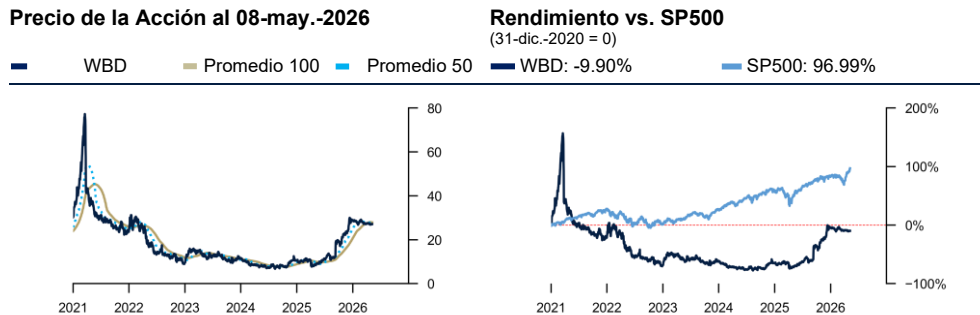 Precio de la Acción al 08-may.-2026
WBD Promedio 100 Promedio 50
80
60
40
20
0
2021 2022 2023 2024 2025 2026
Rendimiento vs. SP500
(31-dic.-2020 = 0)
WBD: -9.90% SP500: 96.99%
200%
100%
0%
−100%
2021 2022 2023 2024 2025 2026